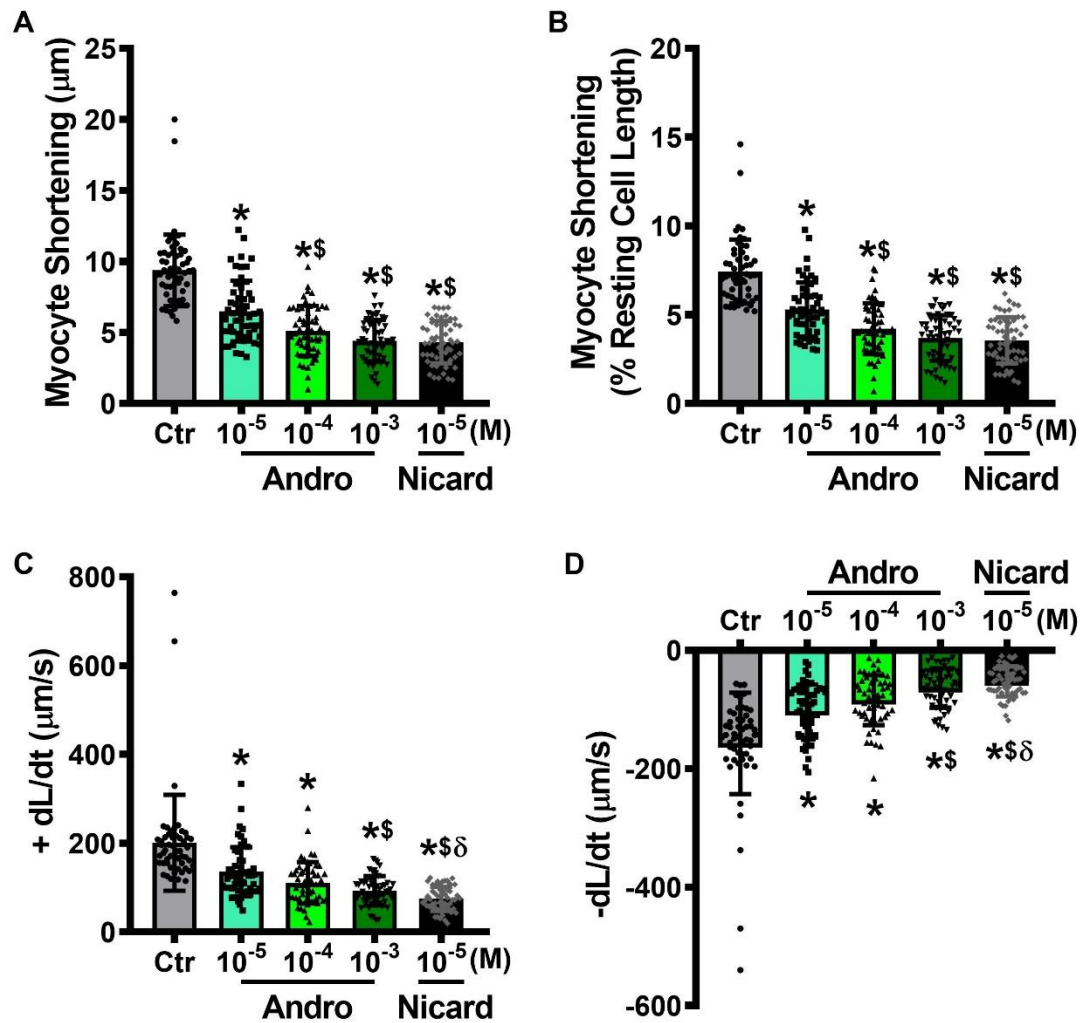 A
Myocyte Shortening (μm)
25
20
15
10
5
0
*
*$
*$
*$
Ctr 10⁻⁵ 10⁻⁴ 10⁻³ 10⁻⁵ (M)
Andro Nicard
B
Myocyte Shortening
(% Resting Cell Length)
20
15
10
5
0
*
*$
*$
*$
Ctr 10⁻⁵ 10⁻⁴ 10⁻³ 10⁻⁵ (M)
Andro Nicard
C
+ dL/dt (μm/s)
800
600
400
200
0
*
*
*$
*$δ
Ctr 10⁻⁵ 10⁻⁴ 10⁻³ 10⁻⁵ (M)
Andro Nicard
D
Andro Nicard
Ctr 10⁻⁵ 10⁻⁴ 10⁻³ 10⁻⁵ (M)
-dL/dt (μm/s)
0
-200
-400
-600
*
*
*$
*$δ